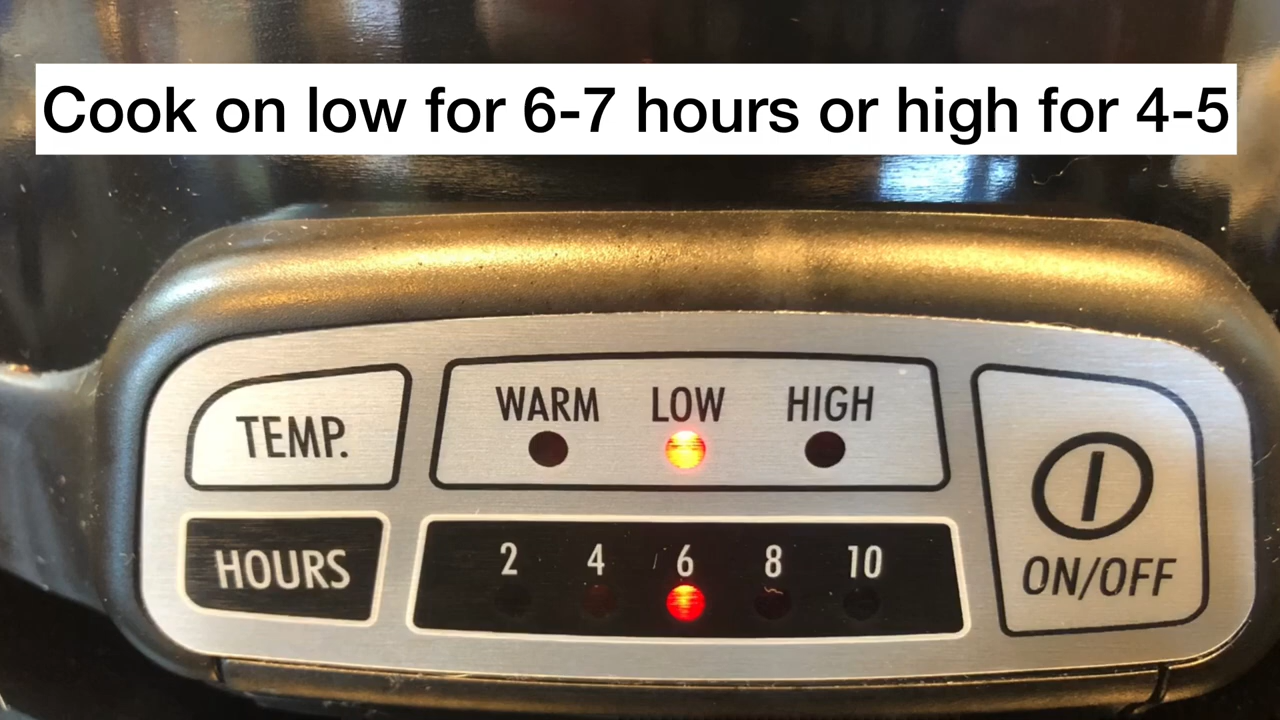 Cook on low for 6-7 hours or high for 4-5
WARM LOW HIGH
TEMP.
HOURS
2 4 6 8 10
ON/OFF